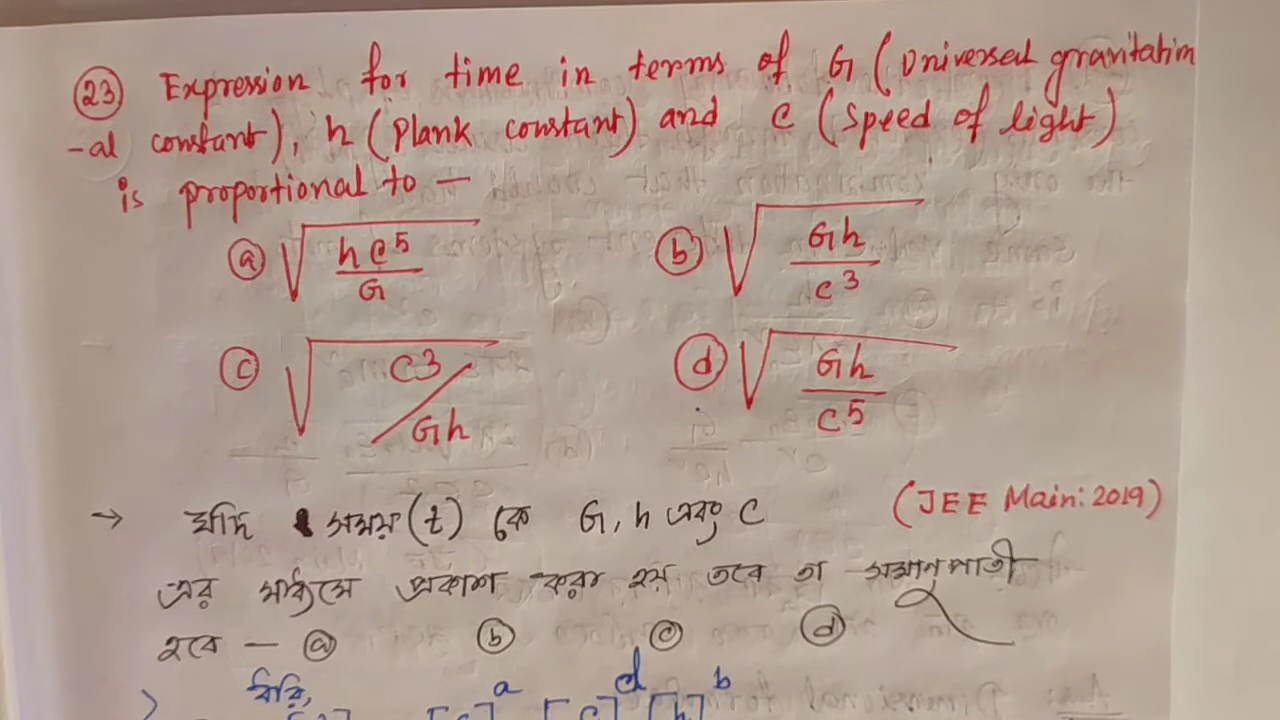 (23) Expression for time in terms of G (Universal gravitation
-al constant), h (Plank constant) and c (speed of light)
is proportional to —
(a) √(hc⁵/G) (b) √(Gh/c³)
(c) √(c³/Gh) (d) √(Gh/c⁵)
→ যদি সময় (t) কে G, h এবং c (JEE Main: 2019)
এর মাধ্যমে প্রকাশ করা হয় তবে তা সমানুপাতী
হবে — (a) (b) (c) (d)
ধরি,